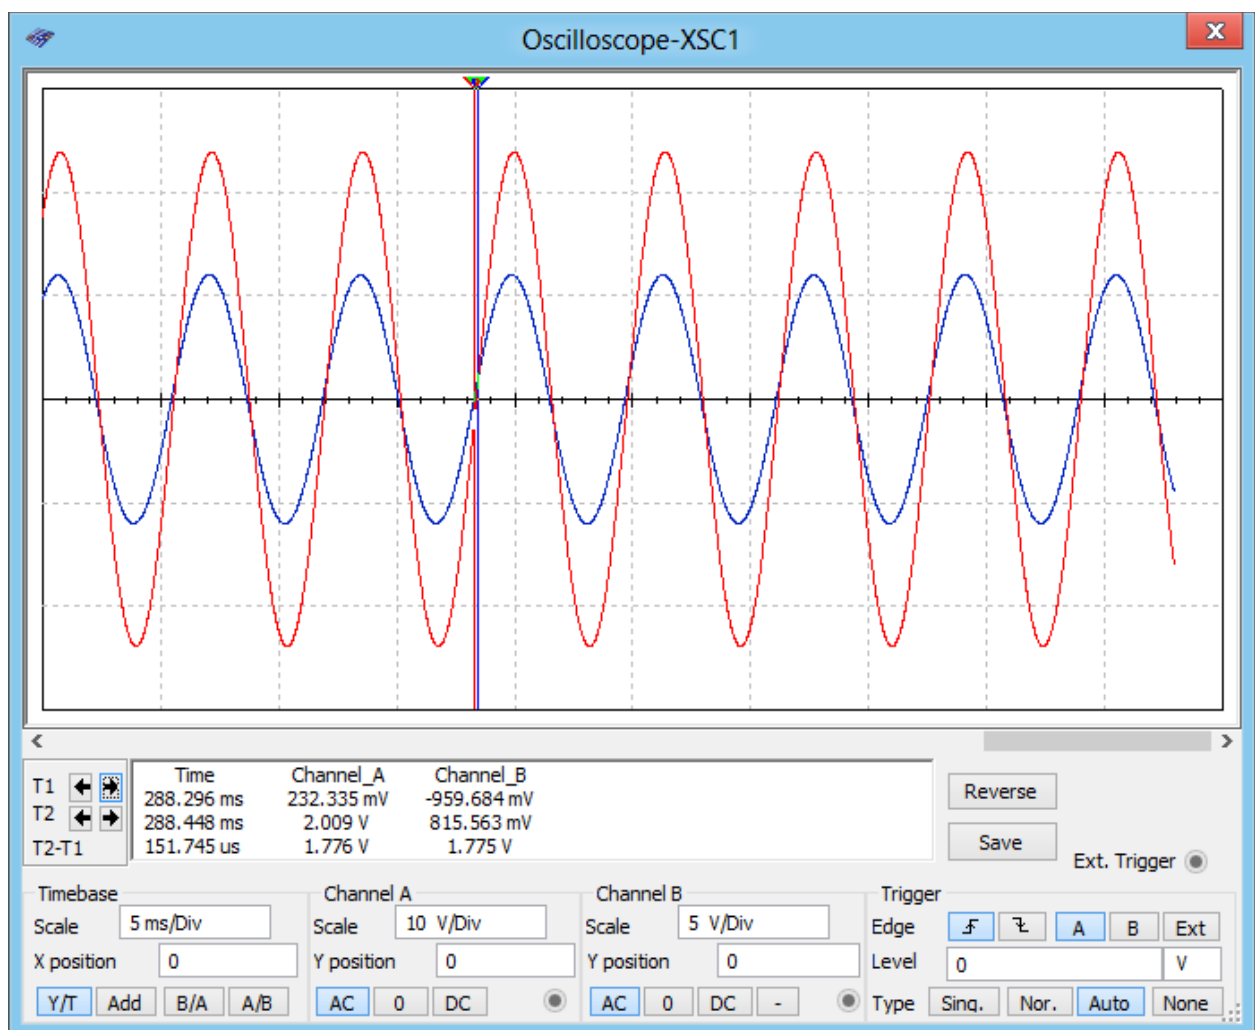 Oscilloscope-XSC1
X
Time Channel_A Channel_B
T1 288.296 ms 232.335 mV -959.684 mV
T2 288.448 ms 2.009 V 815.563 mV
T2-T1 151.745 us 1.776 V 1.775 V
Reverse
Save
Ext. Trigger
Timebase Channel A Channel B Trigger
Scale 5 ms/Div Scale 10 V/Div Scale 5 V/Div Edge A B Ext
X position 0 Y position 0 Y position 0 Level 0 V
Y/T Add B/A A/B AC 0 DC AC 0 DC - Type Sing. Nor. Auto None